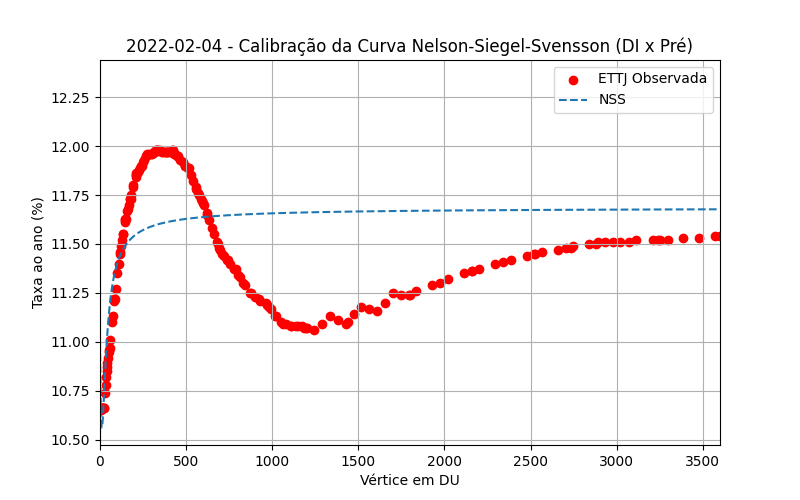 2022-02-04 - Calibração da Curva Nelson-Siegel-Svensson (DI x Pré)
ETTJ Observada
NSS
Taxa ao ano (%)
12.25
12.00
11.75
11.50
11.25
11.00
10.75
10.50
0 500 1000 1500 2000 2500 3000 3500
Vértice em DU